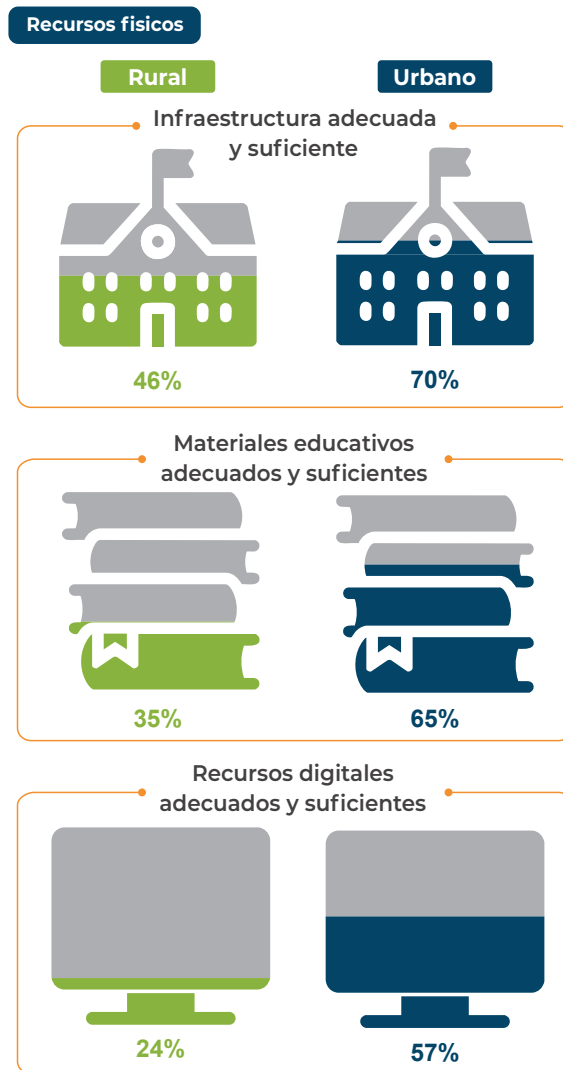 Recursos fisicos
Rural
Urbano
Infraestructura adecuada
y suficiente
46%
70%
Materiales educativos
adecuados y suficientes
35%
65%
Recursos digitales
adecuados y suficientes
24%
57%